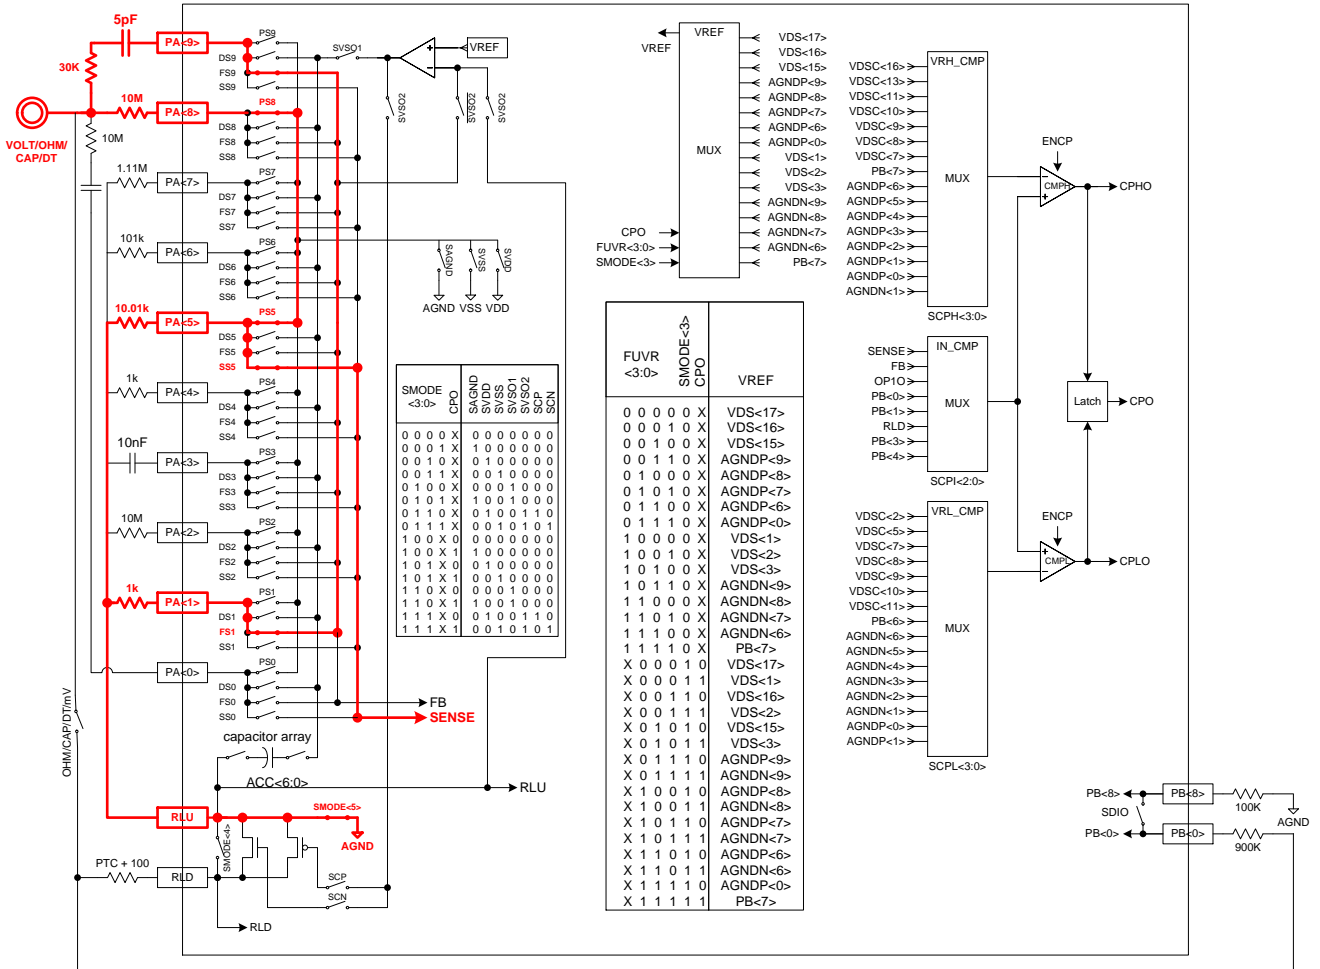 5pF
PA<9>
30K
10M
PA<8>
VOLT/OHM/
CAP/DT
10M
1.11M
PA<7>
101k
PA<6>
10.01k
PA<5>
1k
PA<4>
10nF
PA<3>
10M
PA<2>
1k
PA<1>
PA<0>
OHM/CAP/DT/mV
RLU
PTC + 100
RLD
PS9
DS9
FS9
SS9
PS8
DS8
FS8
SS8
PS7
DS7
FS7
SS7
PS6
DS6
FS6
SS6
PS5
DS5
FS5
SS5
PS4
DS4
FS4
SS4
PS3
DS3
FS3
SS3
PS2
DS2
FS2
SS2
PS1
DS1
FS1
SS1
PS0
DS0
FS0
SS0
SVSO1
VREF
SVSO2
SVSO2
SVSO2
SAGND
SVSS
SVDD
AGND VSS VDD
FB
SENSE
capacitor array
ACC<6:0>
RLU
SMODE<4>
SMODE<5>
AGND
SCP
SCN
RLD
SMODE
<3:0>
CPO
SAGND
SVDD
SVSS
SVSO1
SVSO2
SCP
SCN
0 0 0 0 X 0 0 0 0 0 0 0
0 0 0 1 X 1 0 0 0 0 0 0
0 0 1 0 X 0 1 0 0 0 0 0
0 0 1 1 X 0 0 1 0 0 0 0
0 1 0 0 X 0 0 0 1 0 0 0
0 1 0 1 X 1 0 0 1 0 0 0
0 1 1 0 X 0 1 0 0 1 1 0
0 1 1 1 X 0 0 1 0 1 0 1
1 0 0 X 0 0 0 0 0 0 0 0
1 0 0 X 1 1 0 0 0 0 0 0
1 0 1 X 0 0 1 0 0 0 0 0
1 0 1 X 1 0 0 1 0 0 0 0
1 1 0 X 0 0 0 0 1 0 0 0
1 1 0 X 1 1 0 0 1 0 0 0
1 1 1 X 0 0 1 0 0 1 1 0
1 1 1 X 1 0 0 1 0 1 0 1
VREF
VREF
MUX
CPO
FUVR<3:0>
SMODE<3>
VDS<17>
VDS<16>
VDS<15>
AGNDP<9>
AGNDP<8>
AGNDP<7>
AGNDP<6>
AGNDP<0>
VDS<1>
VDS<2>
VDS<3>
AGNDN<9>
AGNDN<8>
AGNDN<7>
AGNDN<6>
PB<7>
FUVR
<3:0>
SMODE<3>
CPO
VREF
0 0 0 0 0 X VDS<17>
0 0 0 1 0 X VDS<16>
0 0 1 0 0 X VDS<15>
0 0 1 1 0 X AGNDP<9>
0 1 0 0 0 X AGNDP<8>
0 1 0 1 0 X AGNDP<7>
0 1 1 0 0 X AGNDP<6>
0 1 1 1 0 X AGNDP<0>
1 0 0 0 0 X VDS<1>
1 0 0 1 0 X VDS<2>
1 0 1 0 0 X VDS<3>
1 0 1 1 0 X AGNDN<9>
1 1 0 0 0 X AGNDN<8>
1 1 0 1 0 X AGNDN<7>
1 1 1 0 0 X AGNDN<6>
1 1 1 1 0 X PB<7>
X 0 0 0 1 0 VDS<17>
X 0 0 0 1 1 VDS<1>
X 0 0 1 1 0 VDS<16>
X 0 0 1 1 1 VDS<2>
X 0 1 0 1 0 VDS<15>
X 0 1 0 1 1 VDS<3>
X 0 1 1 1 0 AGNDP<9>
X 0 1 1 1 1 AGNDN<9>
X 1 0 0 1 0 AGNDP<8>
X 1 0 0 1 1 AGNDN<8>
X 1 0 1 1 0 AGNDP<7>
X 1 0 1 1 1 AGNDN<7>
X 1 1 0 1 0 AGNDP<6>
X 1 1 0 1 1 AGNDN<6>
X 1 1 1 1 0 AGNDP<0>
X 1 1 1 1 1 PB<7>
VRH_CMP
VDSC<16>
VDSC<13>
VDSC<11>
VDSC<10>
VDSC<9>
VDSC<8>
VDSC<7>
PB<7>
AGNDP<6>
AGNDP<5>
AGNDP<4>
AGNDP<3>
AGNDP<2>
AGNDP<1>
AGNDP<0>
AGNDN<1>
MUX
SCPH<3:0>
IN_CMP
SENSE
FB
OP1O
PB<0>
PB<1>
RLD
PB<3>
PB<4>
MUX
SCPI<2:0>
VRL_CMP
VDSC<2>
VDSC<5>
VDSC<7>
VDSC<8>
VDSC<9>
VDSC<10>
VDSC<11>
PB<6>
AGNDN<6>
AGNDN<5>
AGNDN<4>
AGNDN<3>
AGNDN<2>
AGNDN<1>
AGNDP<0>
AGNDP<1>
MUX
SCPL<3:0>
ENCP
CMPH
CPHO
Latch
CPO
ENCP
CMPL
CPLO
PB<8>
SDIO
PB<0>
PB<8>
100K
AGND
PB<0>
900K